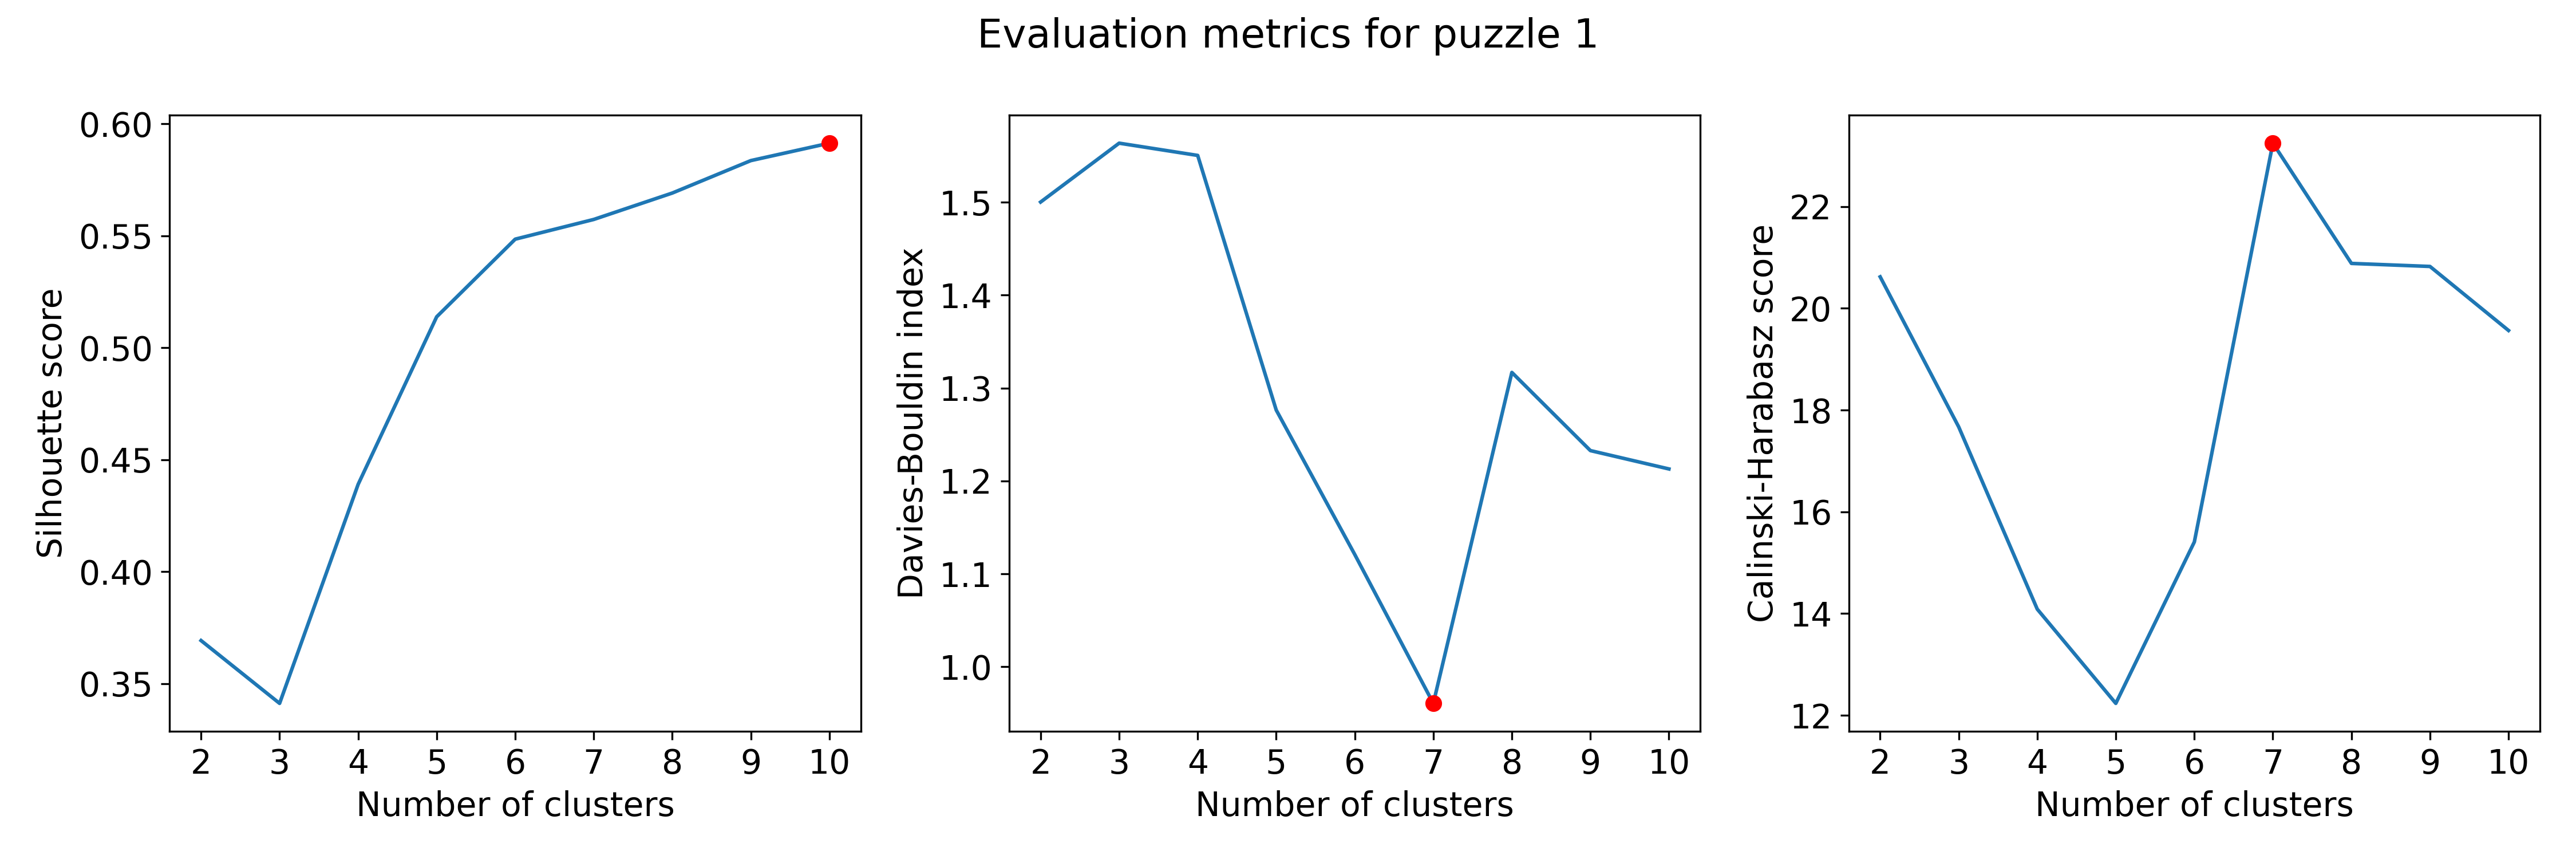 Evaluation metrics for puzzle 1
Silhouette score
0.60
0.55
0.50
0.45
0.40
0.35
2 3 4 5 6 7 8 9 10
Number of clusters
Davies-Bouldin index
1.5
1.4
1.3
1.2
1.1
1.0
2 3 4 5 6 7 8 9 10
Number of clusters
Calinski-Harabasz score
22
20
18
16
14
12
2 3 4 5 6 7 8 9 10
Number of clusters